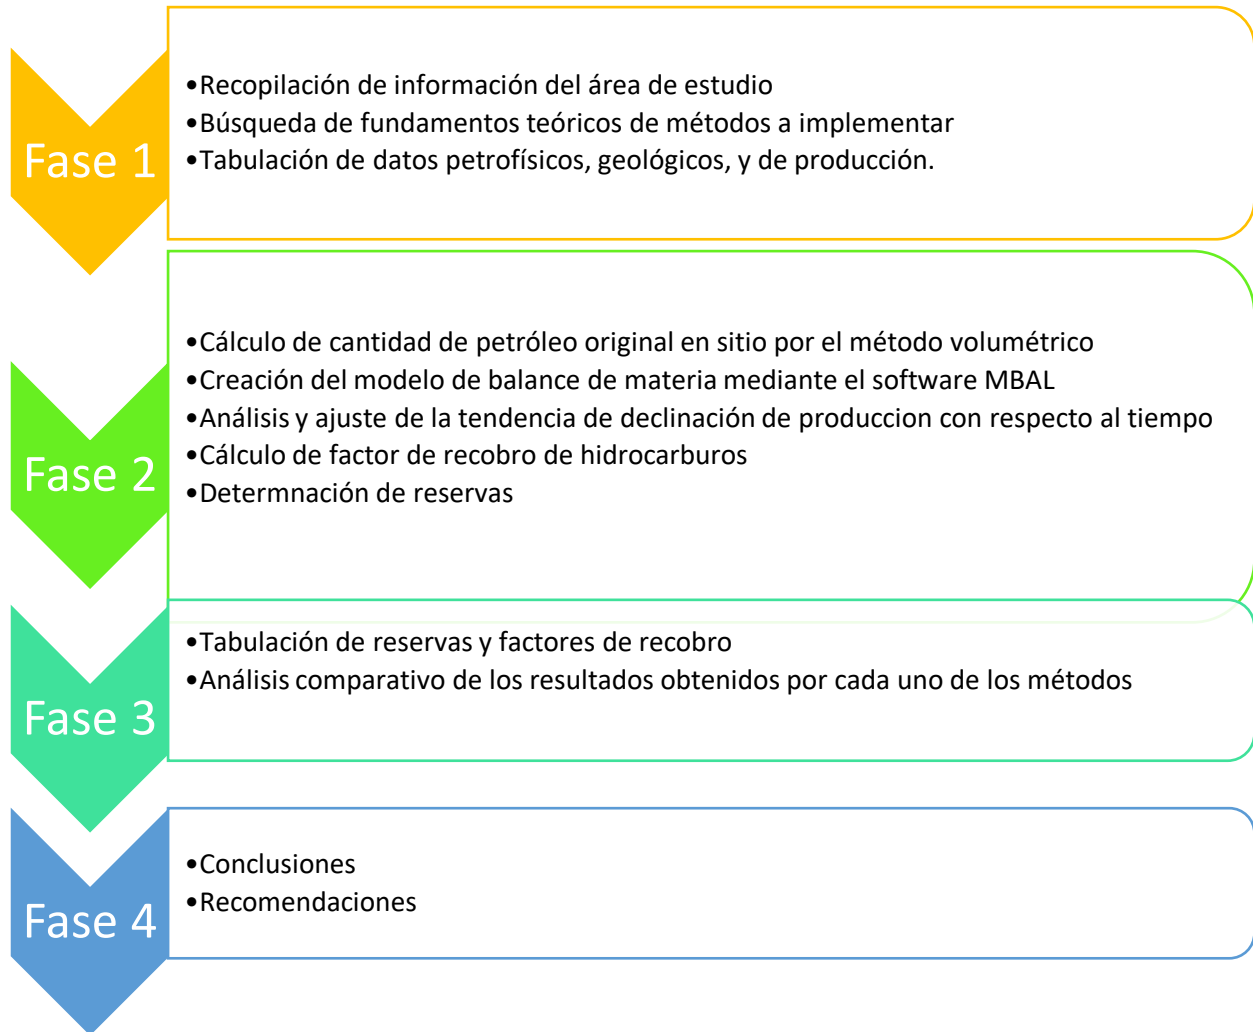 Fase 1
•Recopilación de información del área de estudio
•Búsqueda de fundamentos teóricos de métodos a implementar
•Tabulación de datos petrofísicos, geológicos, y de producción.
Fase 2
•Cálculo de cantidad de petróleo original en sitio por el método volumétrico
•Creación del modelo de balance de materia mediante el software MBAL
•Análisis y ajuste de la tendencia de declinación de produccion con respecto al tiempo
•Cálculo de factor de recobro de hidrocarburos
•Determnación de reservas
Fase 3
•Tabulación de reservas y factores de recobro
•Análisis comparativo de los resultados obtenidos por cada uno de los métodos
Fase 4
•Conclusiones
•Recomendaciones